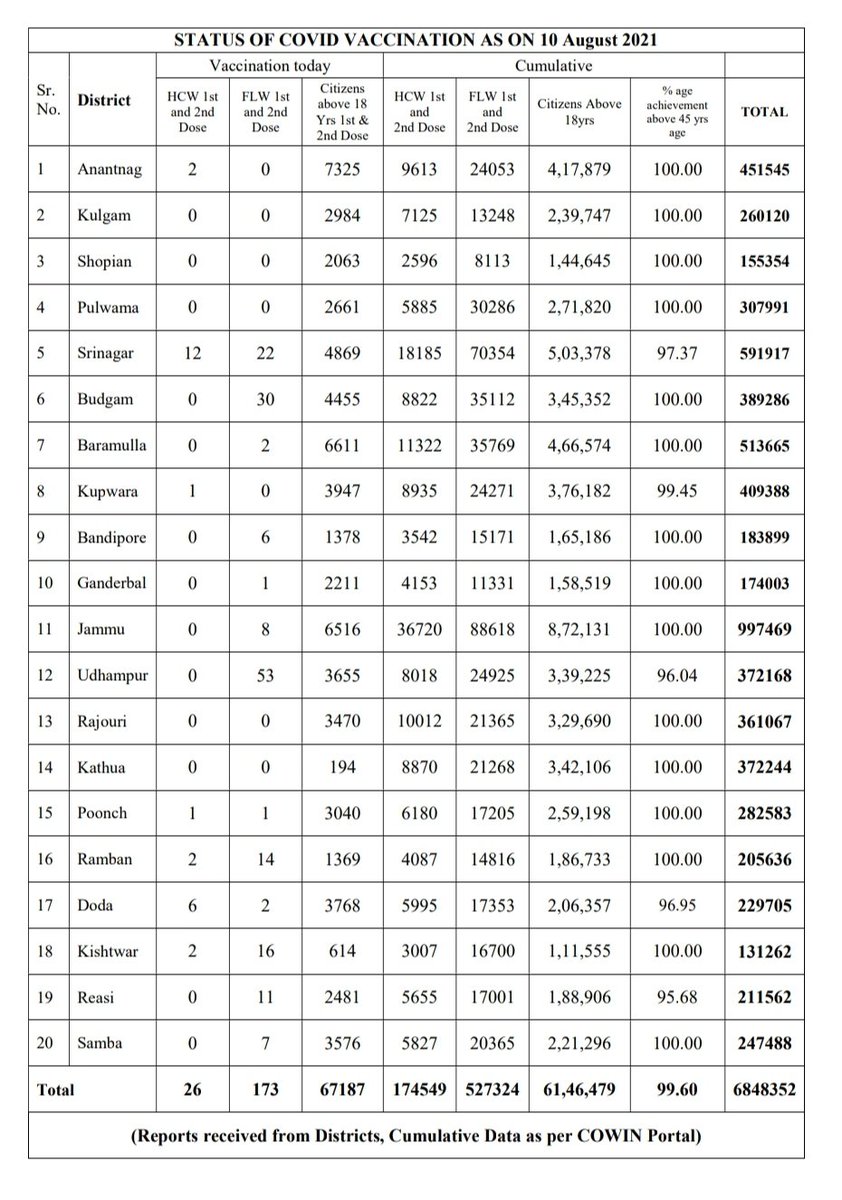 STATUS OF COVID VACCINATION AS ON 10 August 2021
Sr. No. District Vaccination today Cumulative
HCW 1st and 2nd Dose FLW 1st and 2nd Dose Citizens above 18 Yrs 1st & 2nd Dose HCW 1st and 2nd Dose FLW 1st and 2nd Dose Citizens Above 18yrs % age achievement above 45 yrs age TOTAL
1 Anantnag 2 0 7325 9613 24053 4,17,879 100.00 451545
2 Kulgam 0 0 2984 7125 13248 2,39,747 100.00 260120
3 Shopian 0 0 2063 2596 8113 1,44,645 100.00 155354
4 Pulwama 0 0 2661 5885 30286 2,71,820 100.00 307991
5 Srinagar 12 22 4869 18185 70354 5,03,378 97.37 591917
6 Budgam 0 30 4455 8822 35112 3,45,352 100.00 389286
7 Baramulla 0 2 6611 11322 35769 4,66,574 100.00 513665
8 Kupwara 1 0 3947 8935 24271 3,76,182 99.45 409388
9 Bandipore 0 6 1378 3542 15171 1,65,186 100.00 183899
10 Ganderbal 0 1 2211 4153 11331 1,58,519 100.00 174003
11 Jammu 0 8 6516 36720 88618 8,72,131 100.00 997469
12 Udhampur 0 53 3655 8018 24925 3,39,225 96.04 372168
13 Rajouri 0 0 3470 10012 21365 3,29,690 100.00 361067
14 Kathua 0 0 194 8870 21268 3,42,106 100.00 372244
15 Poonch 1 1 3040 6180 17205 2,59,198 100.00 282583
16 Ramban 2 14 1369 4087 14816 1,86,733 100.00 205636
17 Doda 6 2 3768 5995 17353 2,06,357 96.95 229705
18 Kishtwar 2 16 614 3007 16700 1,11,555 100.00 131262
19 Reasi 0 11 2481 5655 17001 1,88,906 95.68 211562
20 Samba 0 7 3576 5827 20365 2,21,296 100.00 247488
Total 26 173 67187 174549 527324 61,46,479 99.60 6848352
(Reports received from Districts, Cumulative Data as per COWIN Portal)